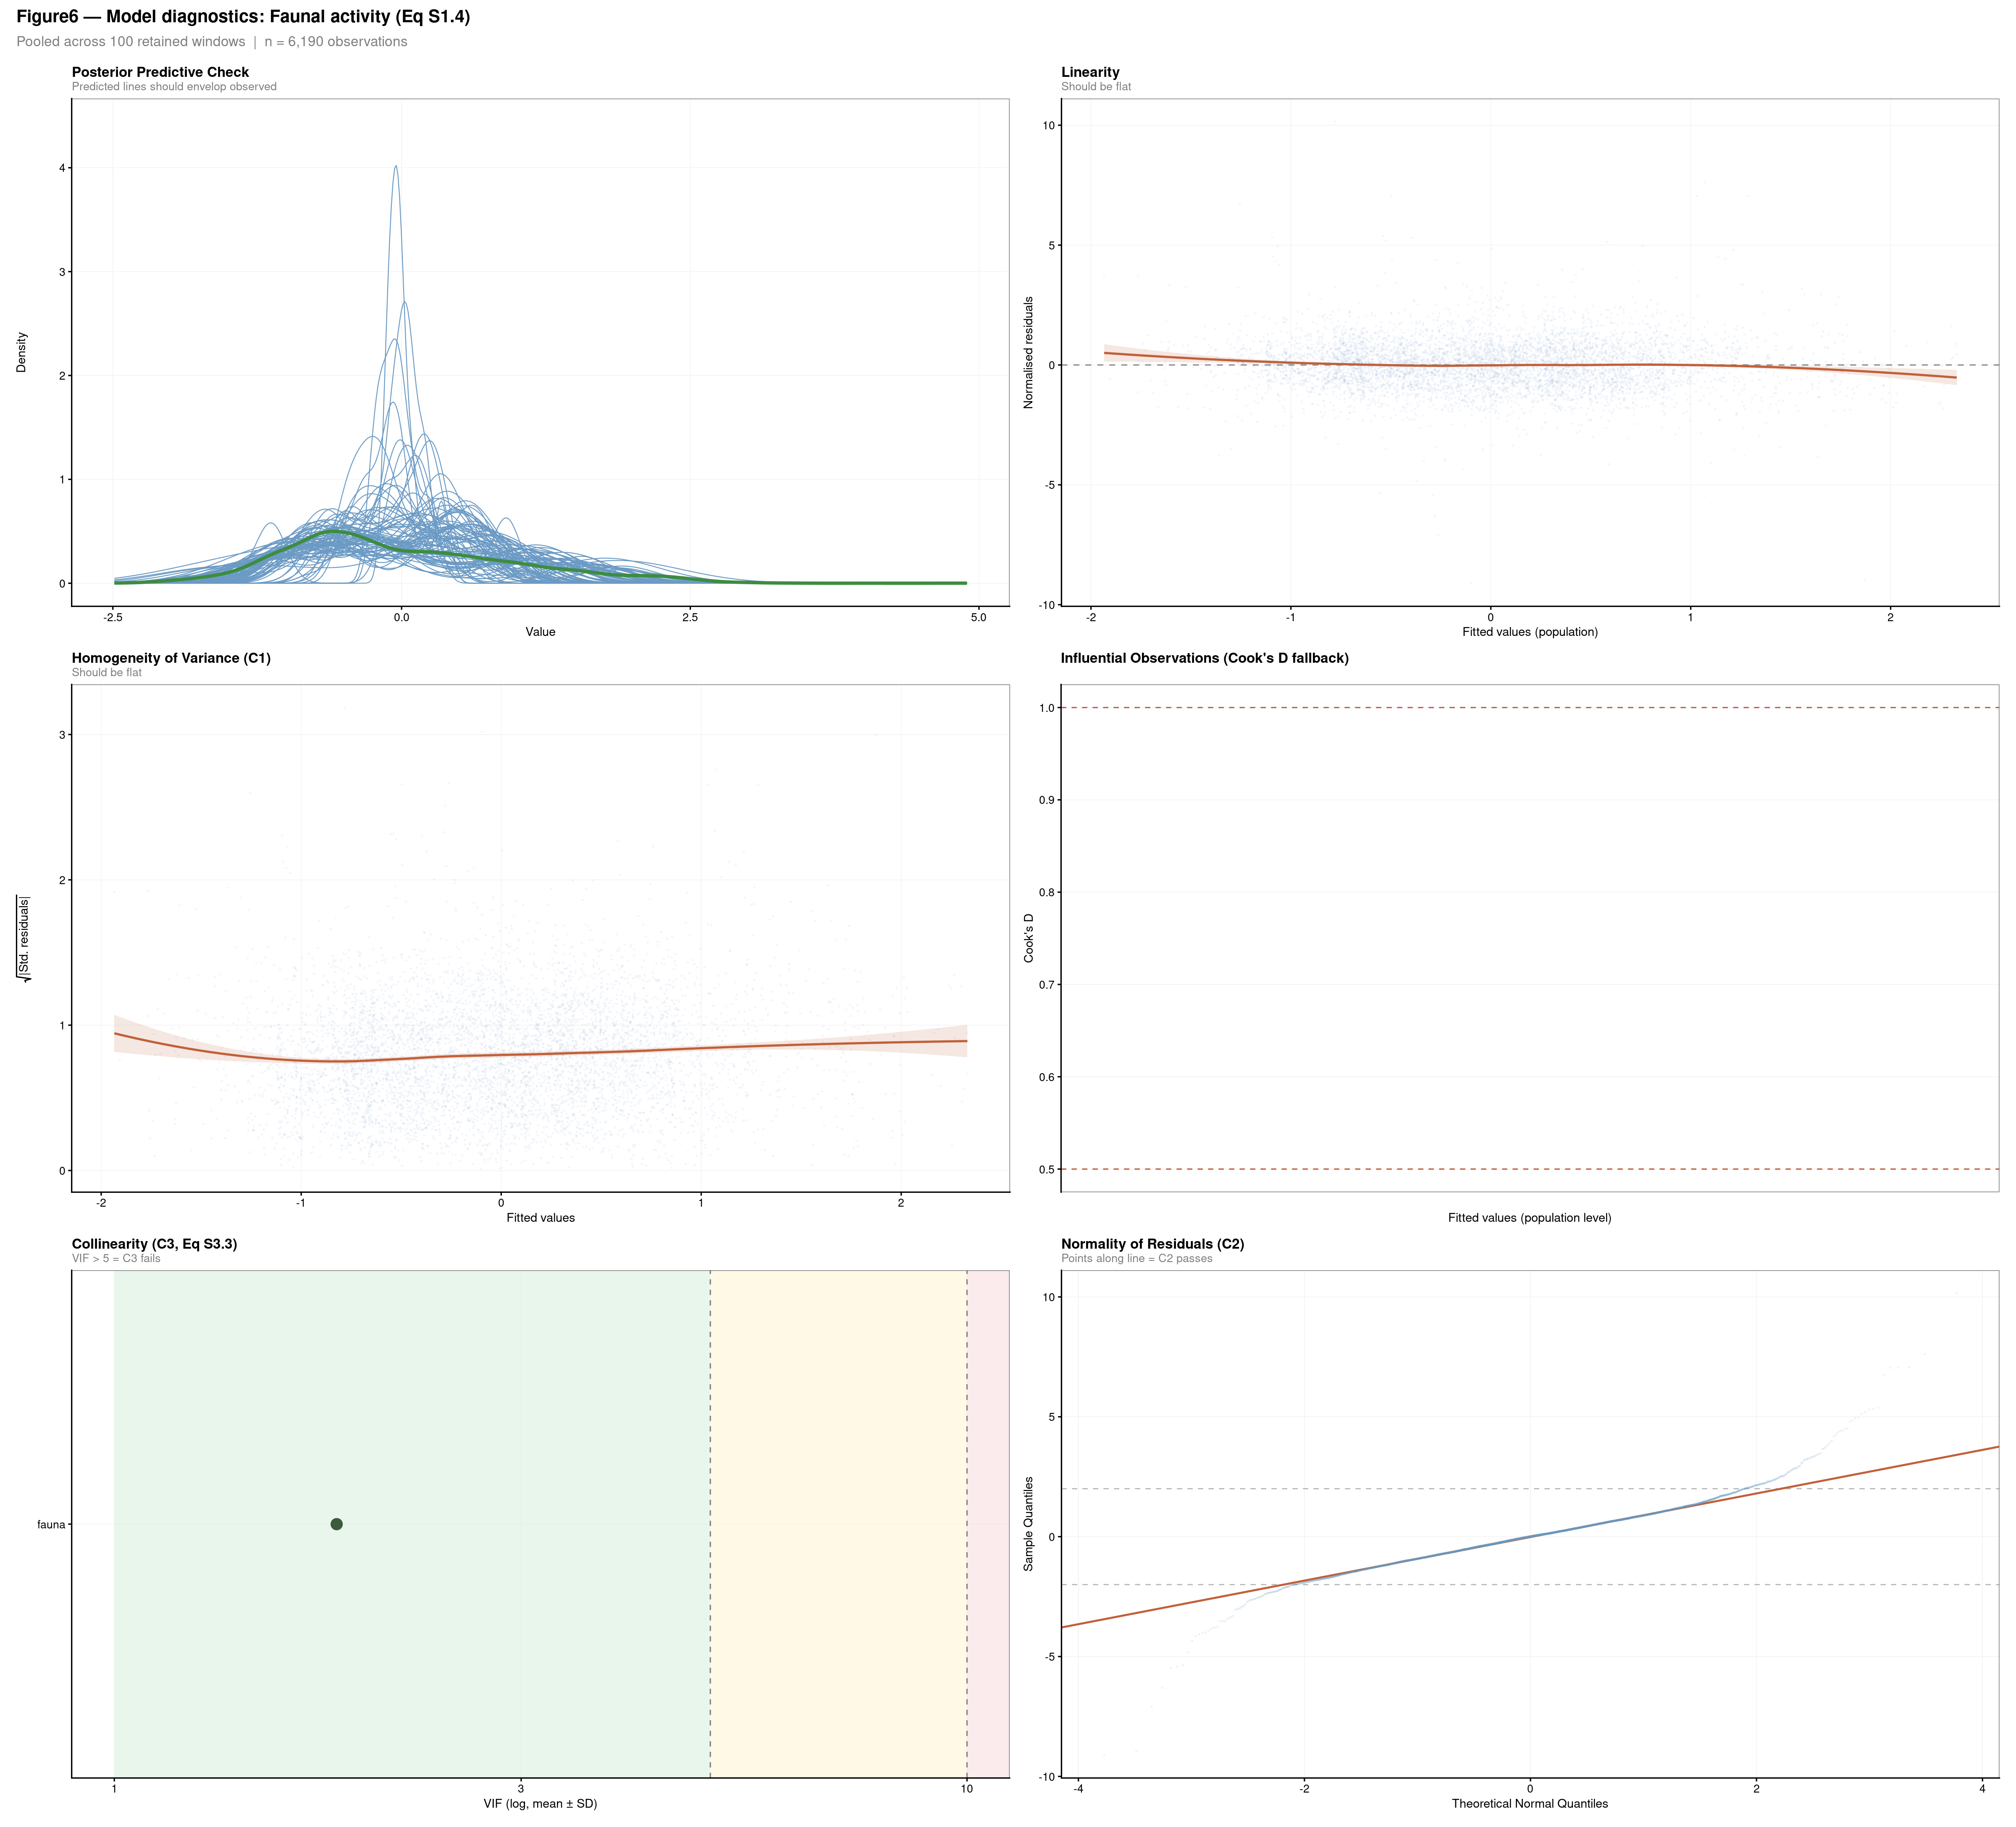 Figure6 — Model diagnostics: Faunal activity (Eq S1.4)
Pooled across 100 retained windows | n = 6,190 observations
Posterior Predictive Check
Predicted lines should envelop observed
Density
4
3
2
1
0
-2.5
0.0
2.5
5.0
Value
Linearity
Should be flat
Normalised residuals
10
5
0
-5
-10
-2
-1
0
1
2
Fitted values (population)
Homogeneity of Variance (C1)
Should be flat
√|Std. residuals|
3
2
1
0
-2
-1
0
1
2
Fitted values
Influential Observations (Cook's D fallback)
Cook's D
1.0
0.9
0.8
0.7
0.6
0.5
Fitted values (population level)
Collinearity (C3, Eq S3.3)
VIF > 5 = C3 fails
fauna
1
3
10
VIF (log, mean ± SD)
Normality of Residuals (C2)
Points along line = C2 passes
Sample Quantiles
10
5
0
-5
-10
-4
-2
0
2
4
Theoretical Normal Quantiles